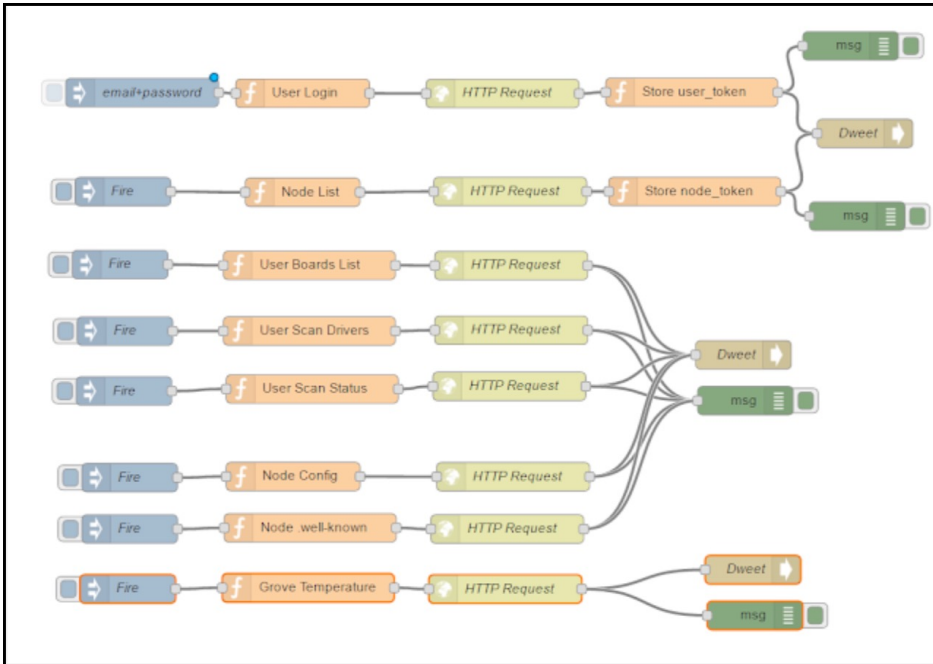 msg
email+password User Login HTTP Request Store user_token
Dweet
Fire Node List HTTP Request Store node_token
msg
Fire User Boards List HTTP Request
Fire User Scan Drivers HTTP Request
Dweet
Fire User Scan Status HTTP Request
msg
Fire Node Config HTTP Request
Fire Node .well-known HTTP Request
Dweet
Fire Grove Temperature HTTP Request
msg